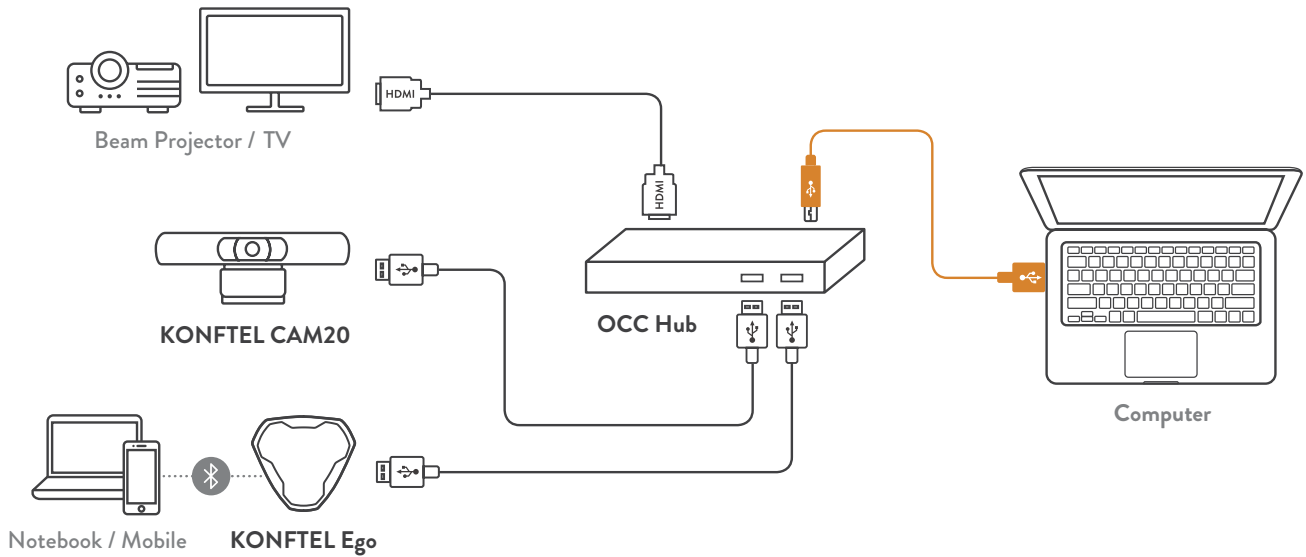 HDMI
Beam Projector / TV
HDMI
KONFTEL CAM20
OCC Hub
Computer
Notebook / Mobile
KONFTEL Ego